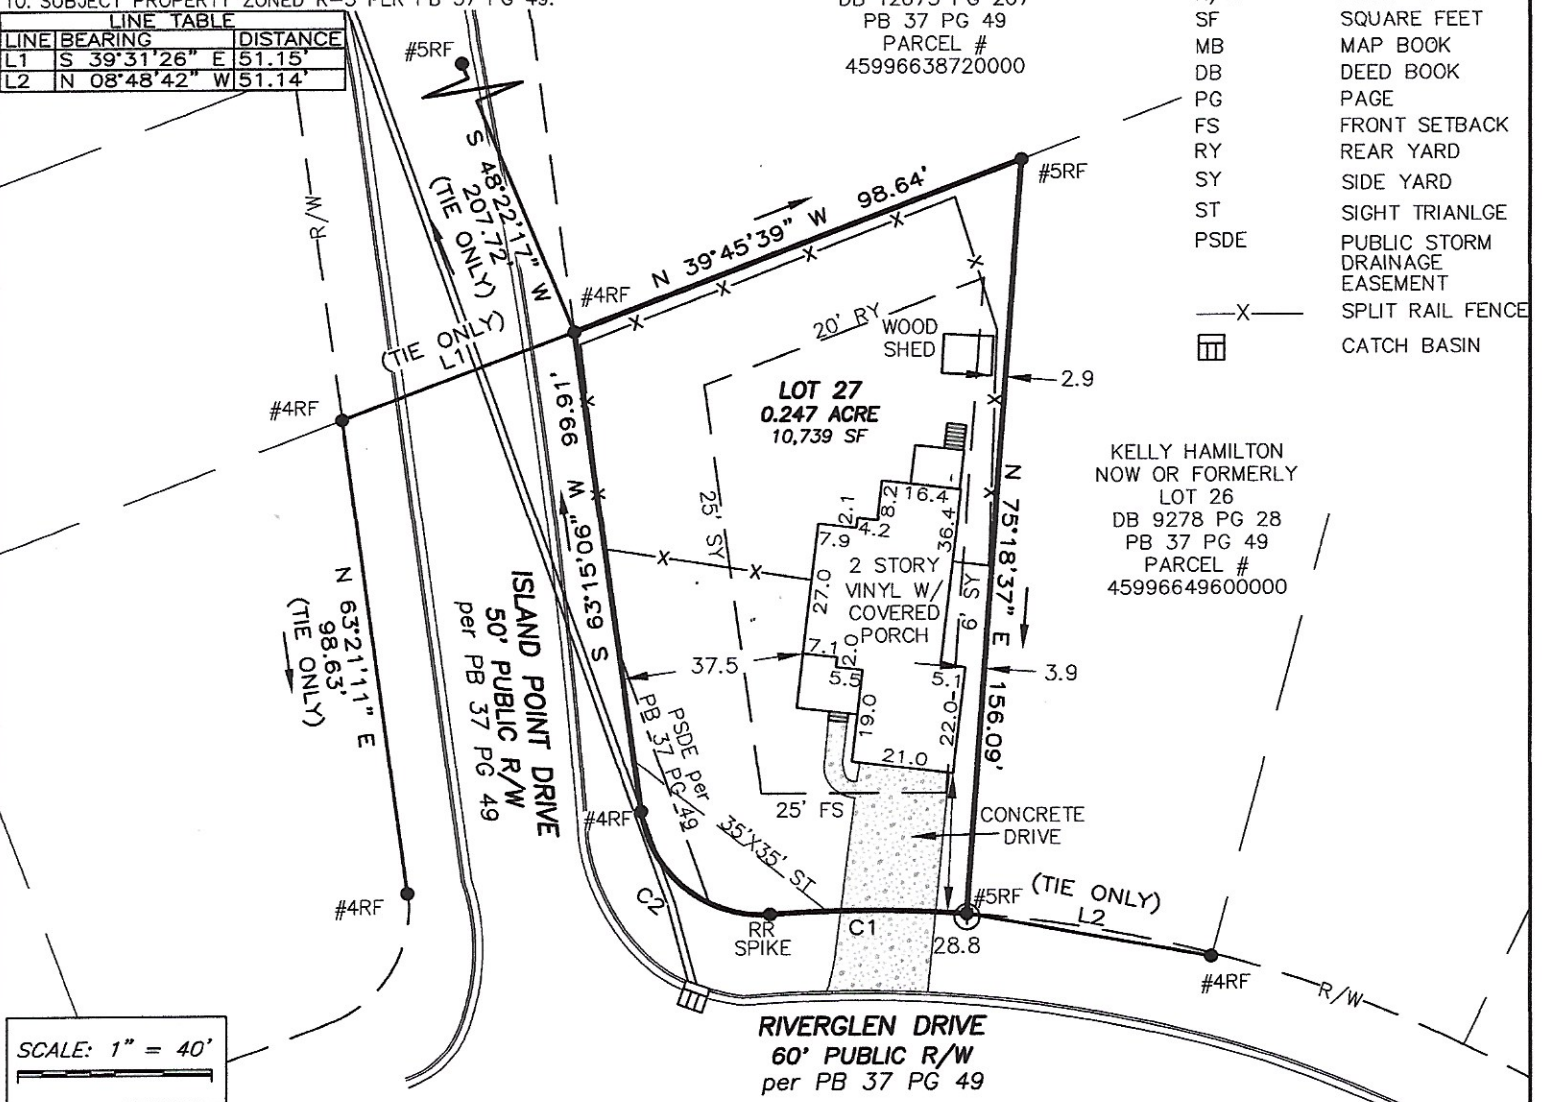 10. SUBJECT PROPERTY ZONED R-3 PER PB 37 PG 49.
LINE TABLE
LINE BEARING DISTANCE
L1 S 39°31'26" E 51.15'
L2 N 08°48'42" W 51.14'
PB 37 PG 49
PARCEL #
45996638720000
SF SQUARE FEET
MB MAP BOOK
DB DEED BOOK
PG PAGE
FS FRONT SETBACK
RY REAR YARD
SY SIDE YARD
ST SIGHT TRIANLGE
PSDE PUBLIC STORM
DRAINAGE
EASEMENT
X SPLIT RAIL FENCE
CATCH BASIN
#5RF
S 48°22'17" W
207.72'
(TIE ONLY)
R/W
#4RF
(TIE ONLY)
L1
#4RF
N 39°45'39" W 98.64'
#5RF
X X X X X
20' RY
WOOD
SHED
2.9
LOT 27
0.247 ACRE
10,739 SF
S 63°15'06" W 99.91'
X X
X X
X X
25' SY
N 75°18'37" E 156.09'
KELLY HAMILTON
NOW OR FORMERLY
LOT 26
DB 9278 PG 28
PB 37 PG 49
PARCEL #
45996649600000
16.4
8.2
2.1
4.2
7.9
36.4
27.0
2 STORY
VINYL W/
COVERED
PORCH
6' SY
7.1
2.0
5.5
5.1
19.0
22.0
21.0
37.5
3.9
N 63°21'11" E
98.63'
(TIE ONLY)
ISLAND POINT DRIVE
50' PUBLIC R/W
per PB 37 PG 49
PSDE per
PB 37 PG 49
25' FS
CONCRETE
DRIVE
35'X35' ST
#4RF
#4RF
C2
RR
SPIKE
C1
#5RF
28.8
(TIE ONLY)
L2
#4RF
R/W
RIVERGLEN DRIVE
60' PUBLIC R/W
per PB 37 PG 49
SCALE: 1" = 40'